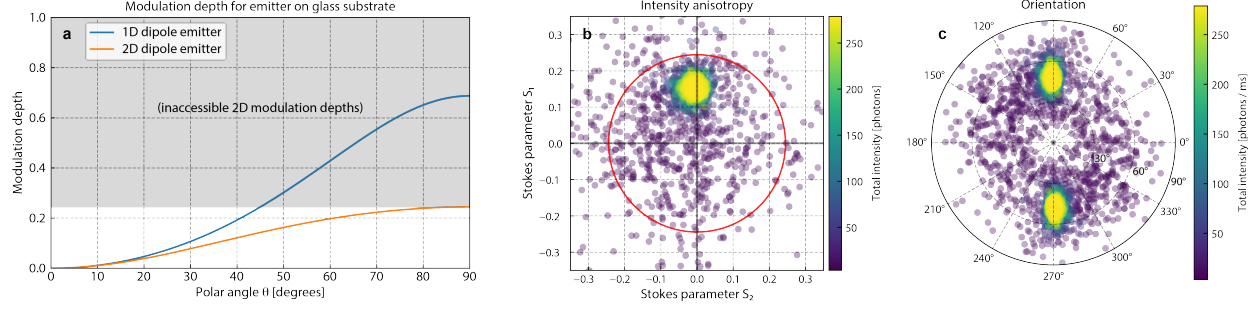 Modulation depth for emitter on glass substrate
a
1D dipole emitter
2D dipole emitter
(inaccessible 2D modulation depths)
Modulation depth
1.0
0.8
0.6
0.4
0.2
0.0
0 10 20 30 40 50 60 70 80 90
Polar angle θ [degrees]
Intensity anisotropy
b
Stokes parameter S₁
0.3
0.2
0.1
0.0
−0.1
−0.2
−0.3
−0.3 −0.2 −0.1 0.0 0.1 0.2 0.3
Stokes parameter S₂
250
200
150
100
50
Total intensity [photons]
Orientation
c
120° 60°
150° 30°
180° 0°
30°
60°
90°
210° 330°
240° 300°
270°
250
200
150
100
50
Total intensity [photons / ms]